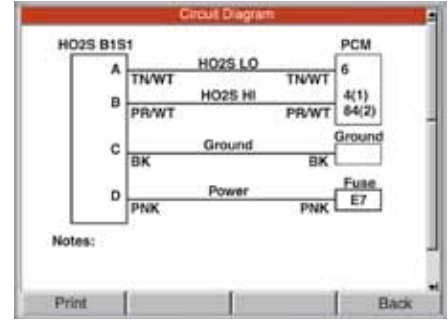 Circuit Diagram
HO2S B1S1 PCM
A HO2S LO 6
TN/WT TN/WT
B HO2S HI 4(1)
PR/WT PR/WT 84(2)
C Ground Ground
BK BK
D Power Fuse
PNK PNK E7
Notes:
Print Back